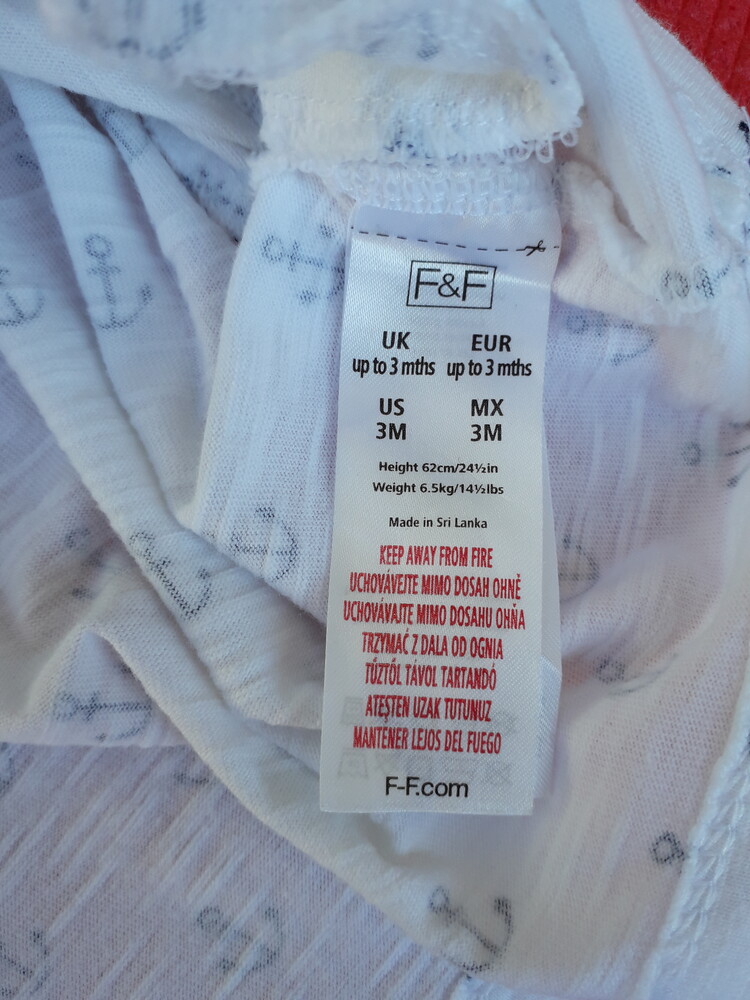 F&F
UK EUR
up to 3 mths up to 3 mths
US MX
3M 3M
Height 62cm/24½in
Weight 6.5kg/14½lbs
Made in Sri Lanka
KEEP AWAY FROM FIRE
UCHOVÁVEJTE MIMO DOSAH OHNĚ
UCHOVÁVAJTE MIMO DOSAHU OHŇA
TRZYMAĆ Z DALA OD OGNIA
TŰZTŐL TÁVOL TARTANDÓ
ATEŞTEN UZAK TUTUNUZ
MANTENER LEJOS DEL FUEGO
F-F.com